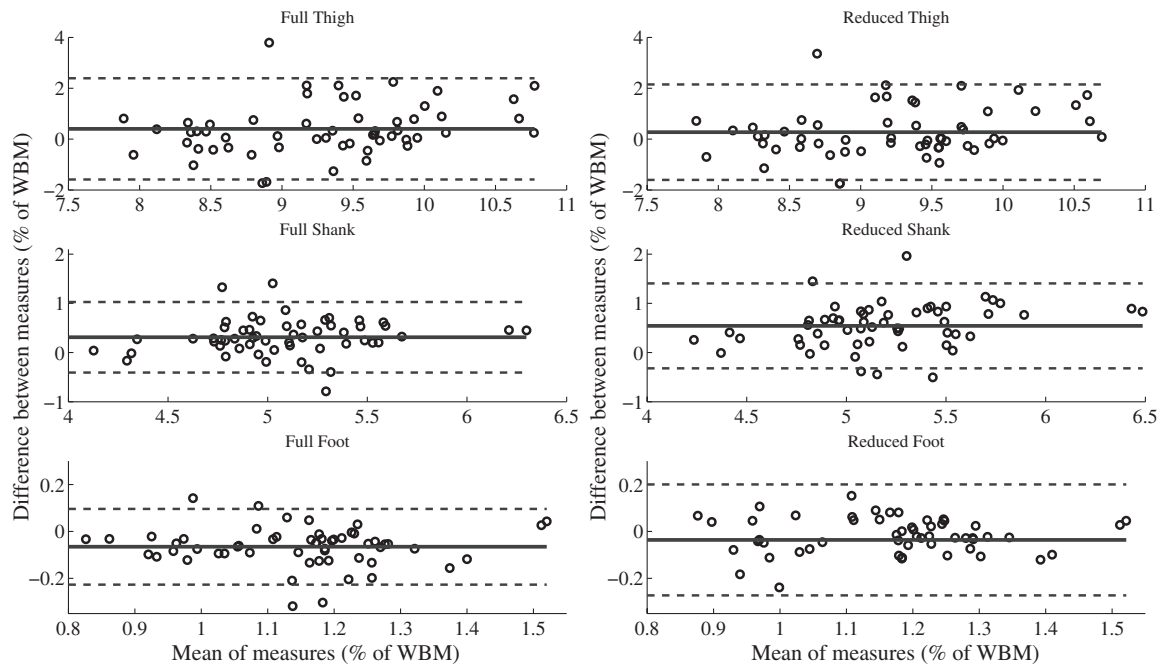 Full Thigh
4
2
0
−2
7.5 8 8.5 9 9.5 10 10.5 11
Full Shank
2
1
0
−1
4 4.5 5 5.5 6 6.5
Full Foot
0.2
0
−0.2
0.8 0.9 1 1.1 1.2 1.3 1.4 1.5
Mean of measures (% of WBM)
Difference between measures (% of WBM)
Reduced Thigh
4
2
0
−2
7.5 8 8.5 9 9.5 10 10.5 11
Reduced Shank
2
1
0
−1
4 4.5 5 5.5 6 6.5
Reduced Foot
0.2
0
−0.2
0.8 0.9 1 1.1 1.2 1.3 1.4 1.5
Mean of measures (% of WBM)
Difference between measures (% of WBM)